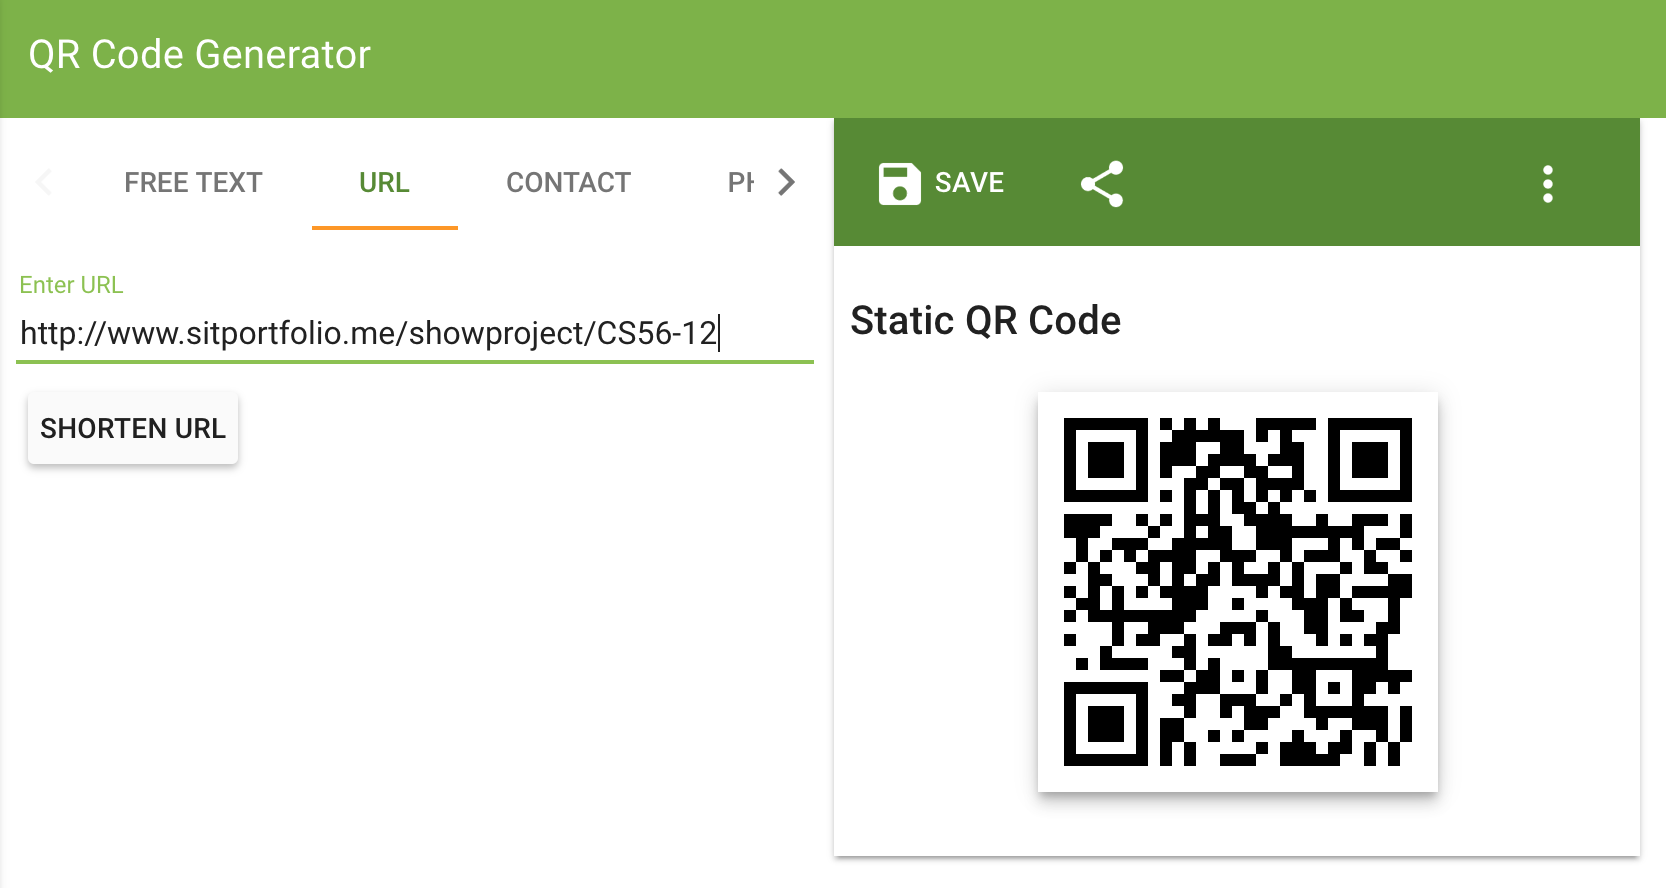 QR Code Generator
FREE TEXT URL CONTACT
SAVE
Enter URL
http://www.sitportfolio.me/showproject/CS56-12
SHORTEN URL
Static QR Code